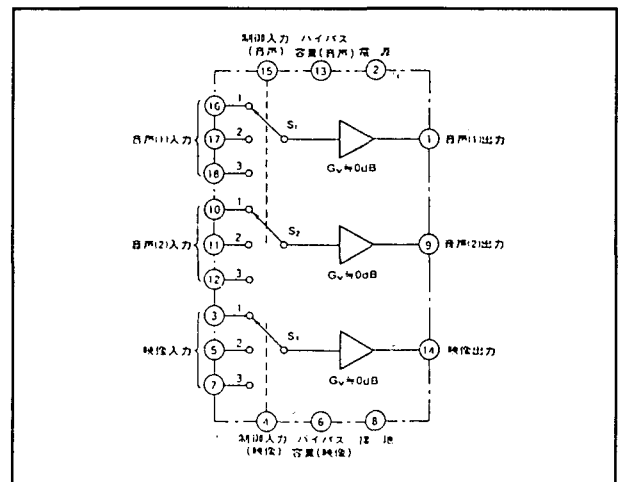 制御入力 バイパス
(音声) 容量(音声) 電源
15 13 2
16 1
音声(1)入力 17 2 S₁ 1 音声(1)出力
18 3 Gᵥ≒0dB
10 1
音声(2)入力 11 2 S₂ 9 音声(2)出力
12 3 Gᵥ≒0dB
3 1
映像入力 5 2 S₃ 14 映像出力
7 3 Gᵥ≒0dB
4 6 8
制御入力 バイパス 接地
(映像) 容量(映像)